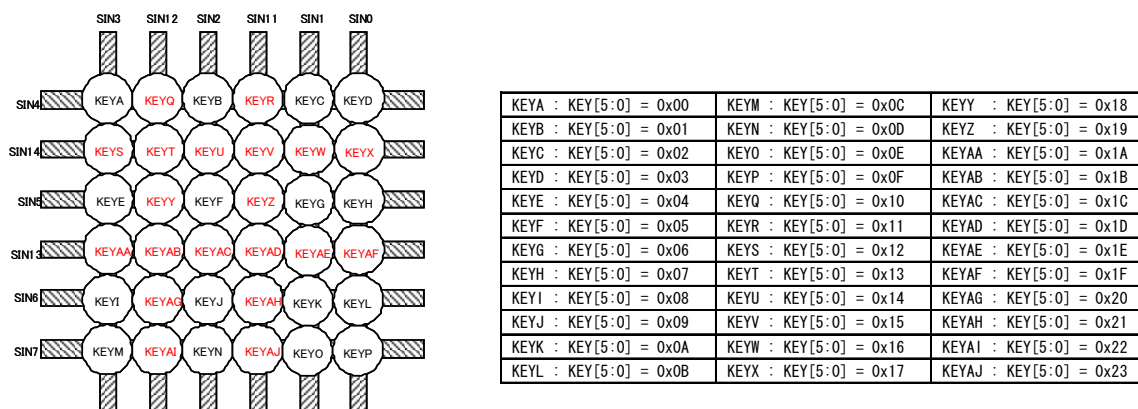 SIN3 SIN12 SIN2 SIN11 SIN1 SIN0
SIN4 KEYA KEYQ KEYB KEYR KEYC KEYD
SIN14 KEYS KEYT KEYU KEYV KEYW KEYX
SIN5 KEYE KEYY KEYF KEYZ KEYG KEYH
SIN13 KEYAA KEYAB KEYAC KEYAD KEYAE KEYAF
SIN6 KEYI KEYAG KEYJ KEYAH KEYK KEYL
SIN7 KEYM KEYAI KEYN KEYAJ KEYO KEYP
KEYA : KEY[5:0] = 0x00 KEYM : KEY[5:0] = 0x0C KEYY : KEY[5:0] = 0x18
KEYB : KEY[5:0] = 0x01 KEYN : KEY[5:0] = 0x0D KEYZ : KEY[5:0] = 0x19
KEYC : KEY[5:0] = 0x02 KEYO : KEY[5:0] = 0x0E KEYAA : KEY[5:0] = 0x1A
KEYD : KEY[5:0] = 0x03 KEYP : KEY[5:0] = 0x0F KEYAB : KEY[5:0] = 0x1B
KEYE : KEY[5:0] = 0x04 KEYQ : KEY[5:0] = 0x10 KEYAC : KEY[5:0] = 0x1C
KEYF : KEY[5:0] = 0x05 KEYR : KEY[5:0] = 0x11 KEYAD : KEY[5:0] = 0x1D
KEYG : KEY[5:0] = 0x06 KEYS : KEY[5:0] = 0x12 KEYAE : KEY[5:0] = 0x1E
KEYH : KEY[5:0] = 0x07 KEYT : KEY[5:0] = 0x13 KEYAF : KEY[5:0] = 0x1F
KEYI : KEY[5:0] = 0x08 KEYU : KEY[5:0] = 0x14 KEYAG : KEY[5:0] = 0x20
KEYJ : KEY[5:0] = 0x09 KEYV : KEY[5:0] = 0x15 KEYAH : KEY[5:0] = 0x21
KEYK : KEY[5:0] = 0x0A KEYW : KEY[5:0] = 0x16 KEYAI : KEY[5:0] = 0x22
KEYL : KEY[5:0] = 0x0B KEYX : KEY[5:0] = 0x17 KEYAJ : KEY[5:0] = 0x23